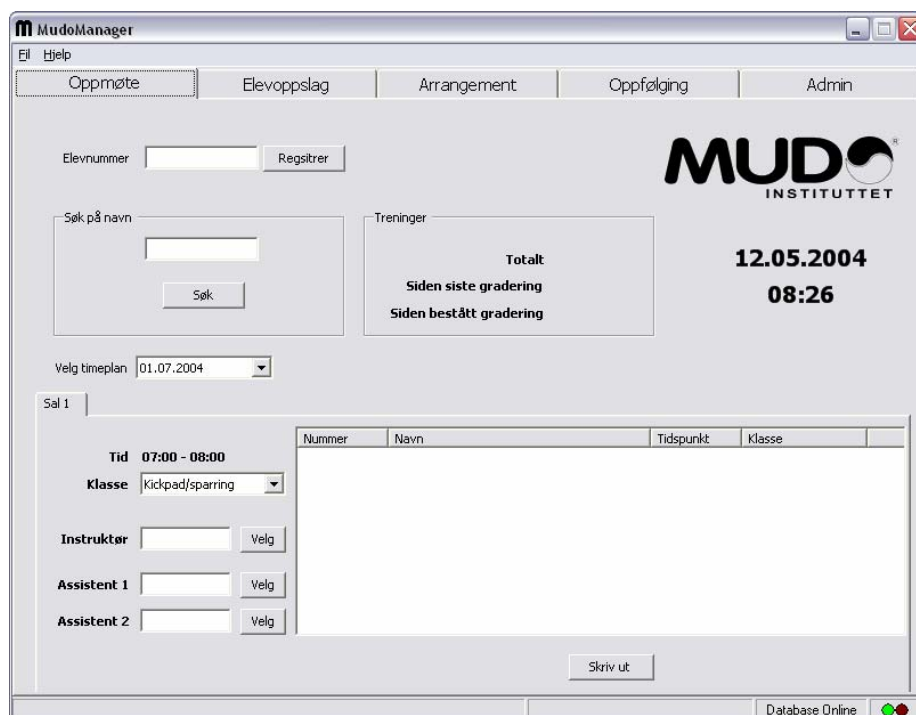 MudoManager
Fil Hjelp
Oppmøte Elevoppslag Arrangement Oppfølging Admin
Elevnummer Regsitrer
MUDO ®
INSTITUTTET
Søk på navn Treninger
Totalt
Siden siste gradering
Søk
Siden bestått gradering
12.05.2004
08:26
Velg timeplan 01.07.2004
Sal 1
Nummer Navn Tidspunkt Klasse
Tid 07:00 - 08:00
Klasse Kickpad/sparring
Instruktør Velg
Assistent 1 Velg
Assistent 2 Velg
Skriv ut
Database Online